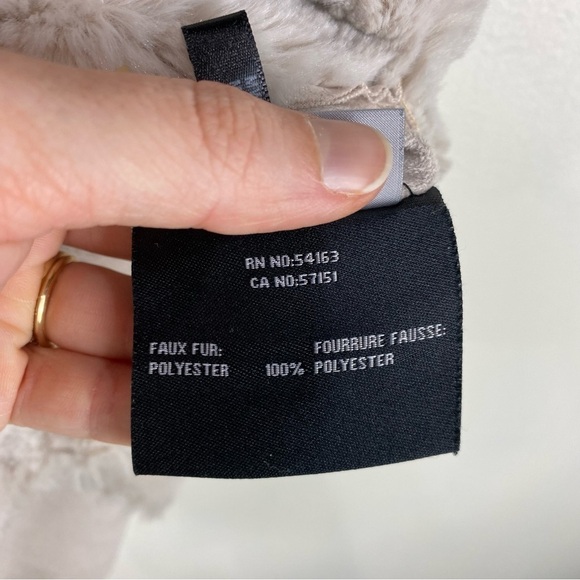 RN NO:54163
CA NO:57151
FAUX FUR: FOURRURE FAUSSE:
POLYESTER 100% POLYESTER